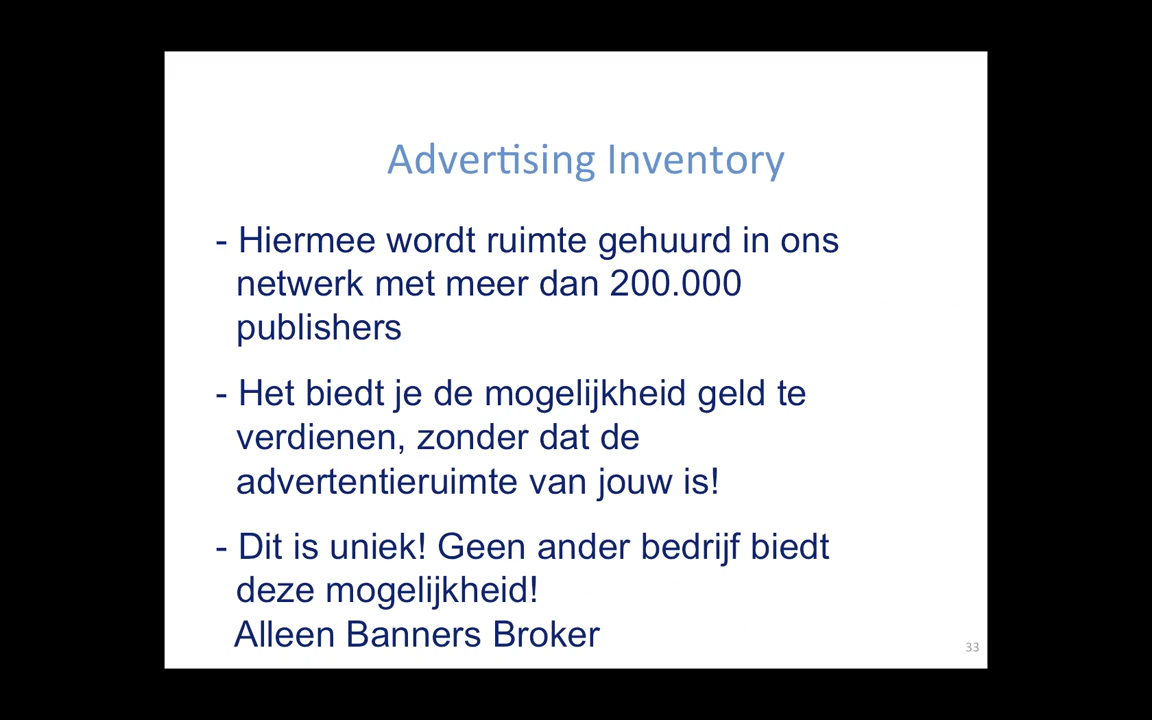 Advertising Inventory
- Hiermee wordt ruimte gehuurd in ons
netwerk met meer dan 200.000
publishers
- Het biedt je de mogelijkheid geld te
verdienen, zonder dat de
advertentieruimte van jouw is!
- Dit is uniek! Geen ander bedrijf biedt
deze mogelijkheid!
Alleen Banners Broker
33